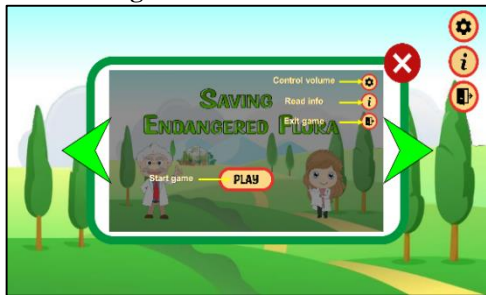 Control volume
SAVING
Read info
ENDANGERED FLORA
Exit game
Start game
PLAY